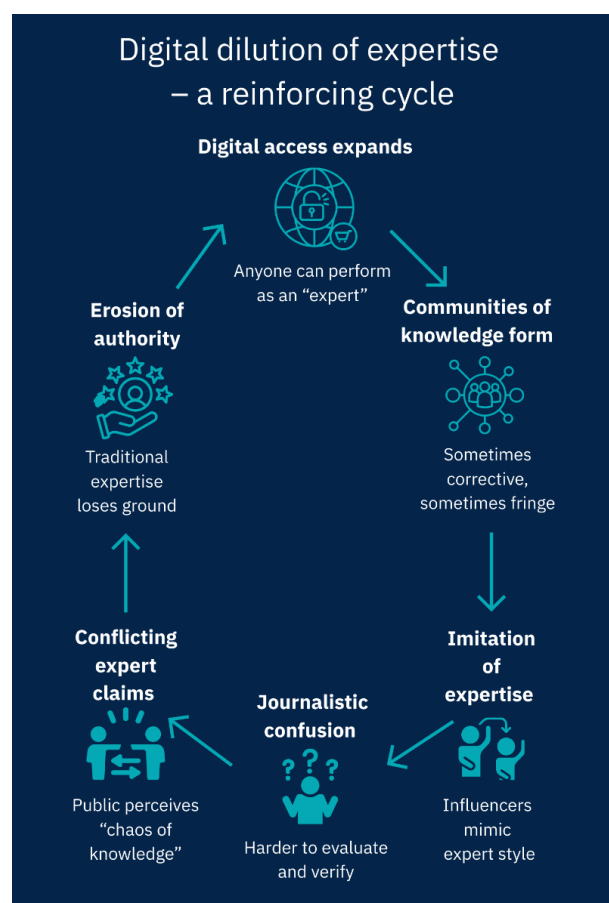 Digital dilution of expertise
– a reinforcing cycle
Digital access expands
Anyone can perform
as an “expert”
Communities of
knowledge form
Sometimes
corrective,
sometimes fringe
Imitation
of
expertise
Influencers
mimic
expert style
Journalistic
confusion
? ? ?
Harder to evaluate
and verify
Conflicting
expert
claims
Public perceives
“chaos of
knowledge”
Erosion of
authority
Traditional
expertise
loses ground